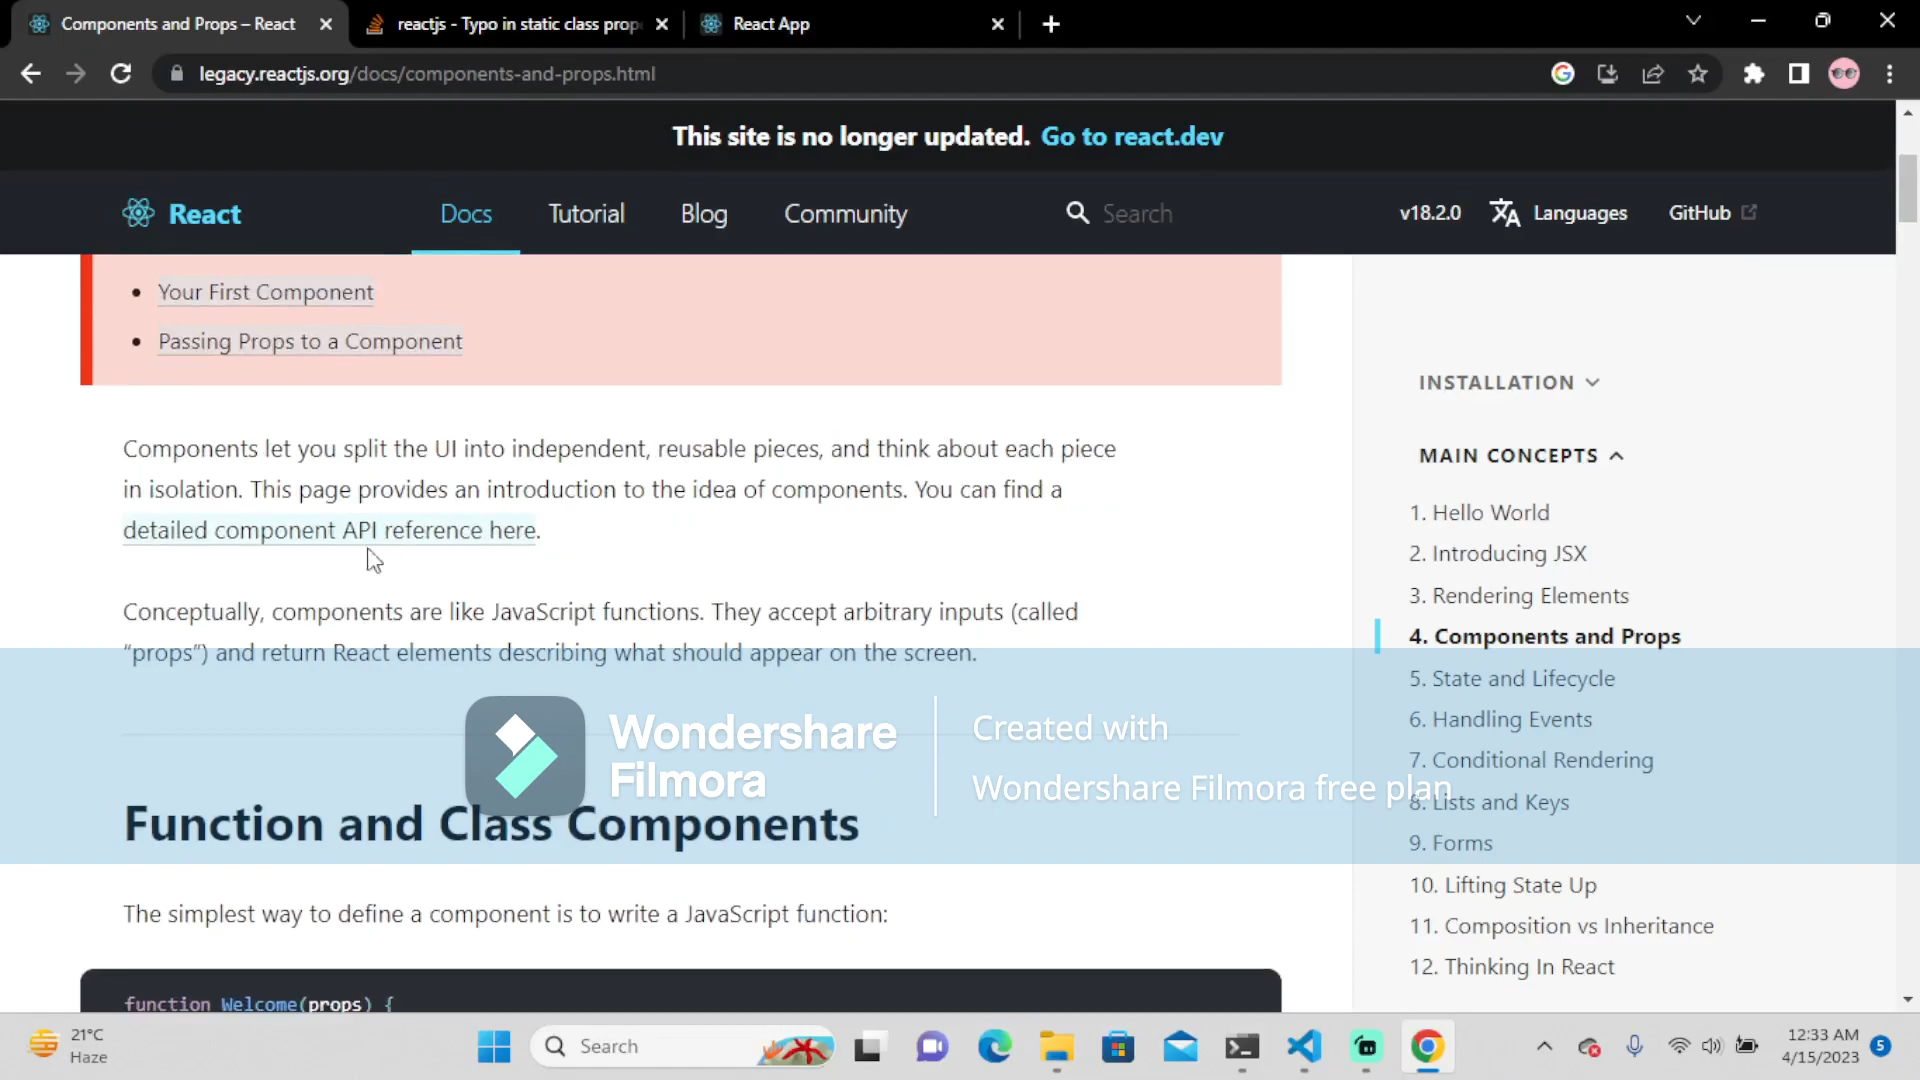 Components and Props – React
reactjs - Typo in static class prop
React App
legacy.reactjs.org/docs/components-and-props.html
This site is no longer updated. Go to react.dev
React
Docs
Tutorial
Blog
Community
Search
v18.2.0
Languages
GitHub
Your First Component
Passing Props to a Component
Components let you split the UI into independent, reusable pieces, and think about each piece
in isolation. This page provides an introduction to the idea of components. You can find a
detailed component API reference here.
Conceptually, components are like JavaScript functions. They accept arbitrary inputs (called
“props”) and return React elements describing what should appear on the screen.
Wondershare
Filmora
Created with
Wondershare Filmora free plan
Function and Class Components
The simplest way to define a component is to write a JavaScript function:
function Welcome(props) {
INSTALLATION
MAIN CONCEPTS
1. Hello World
2. Introducing JSX
3. Rendering Elements
4. Components and Props
5. State and Lifecycle
6. Handling Events
7. Conditional Rendering
8. Lists and Keys
9. Forms
10. Lifting State Up
11. Composition vs Inheritance
12. Thinking In React
21°C
Haze
Search
12:33 AM
4/15/2023
5